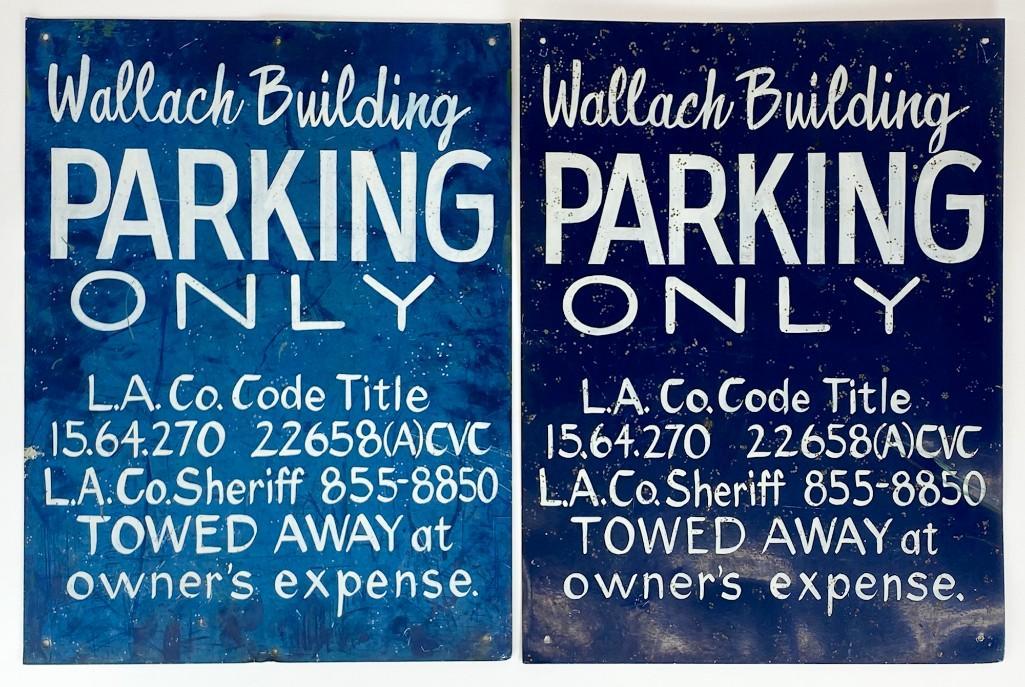 Wallach Building
PARKING
ONLY
L.A. Co. Code Title
15.64.270 22658(A)CVC
L.A. Co. Sheriff 855-8850
TOWED AWAY at
owner's expense.
Wallach Building
PARKING
ONLY
L.A. Co. Code Title
15.64.270 22658(A)CVC
L.A. Co. Sheriff 855-8850
TOWED AWAY at
owner's expense.